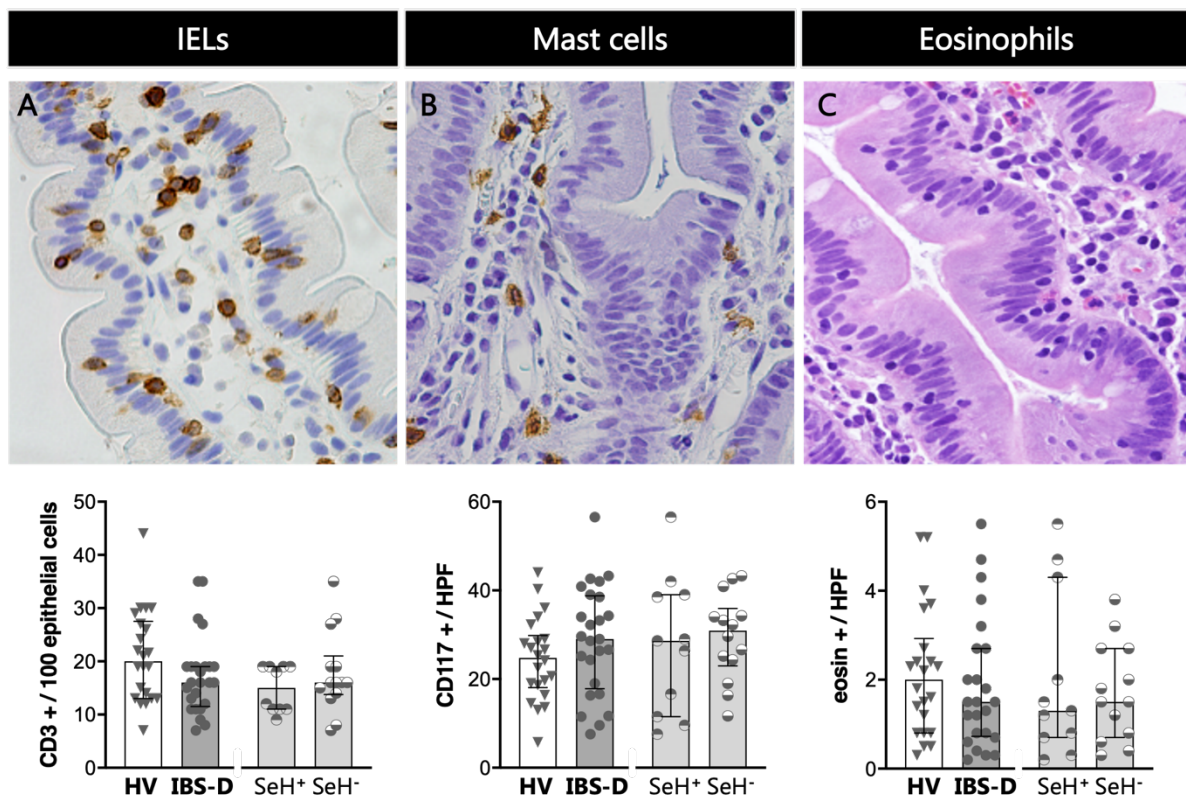 IELs
Mast cells
Eosinophils
A
B
C
CD3 + / 100 epithelial cells
50
40
30
20
10
0
HV IBS-D SeH⁺ SeH⁻
CD117 + / HPF
60
40
20
0
HV IBS-D SeH⁺ SeH⁻
eosin + / HPF
6
4
2
0
HV IBS-D SeH⁺ SeH⁻